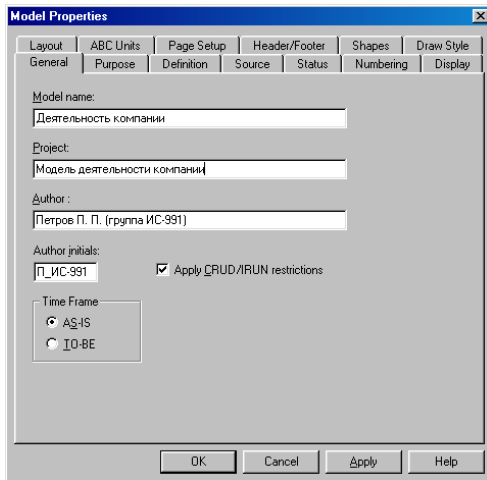 Model Properties
Layout ABC Units Page Setup Header/Footer Shapes Draw Style
General Purpose Definition Source Status Numbering Display
Model name:
Деятельность компании
Project:
Модель деятельности компании
Author :
Петров П. П. (группа ИС-991)
Author initials:
П_ИС-991 Apply CRUD/IRUN restrictions
Time Frame
AS-IS
TO-BE
OK Cancel Apply Help